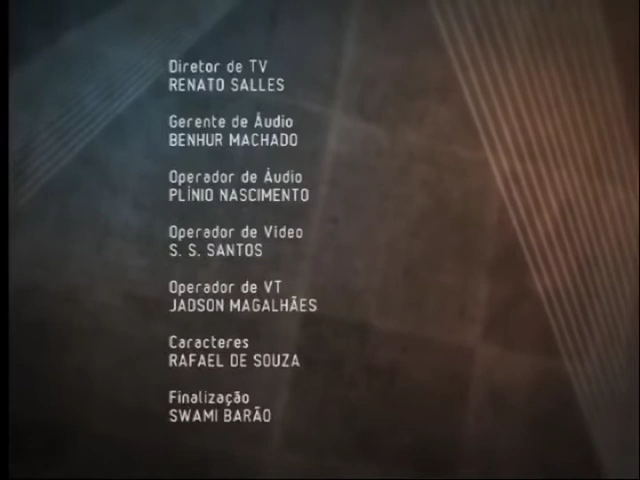 Diretor de TV
RENATO SALLES
Gerente de Áudio
BENHUR MACHADO
Operador de Áudio
PLÍNIO NASCIMENTO
Operador de Vídeo
S. S. SANTOS
Operador de VT
JADSON MAGALHÃES
Caracteres
RAFAEL DE SOUZA
Finalização
SWAMI BARÃO